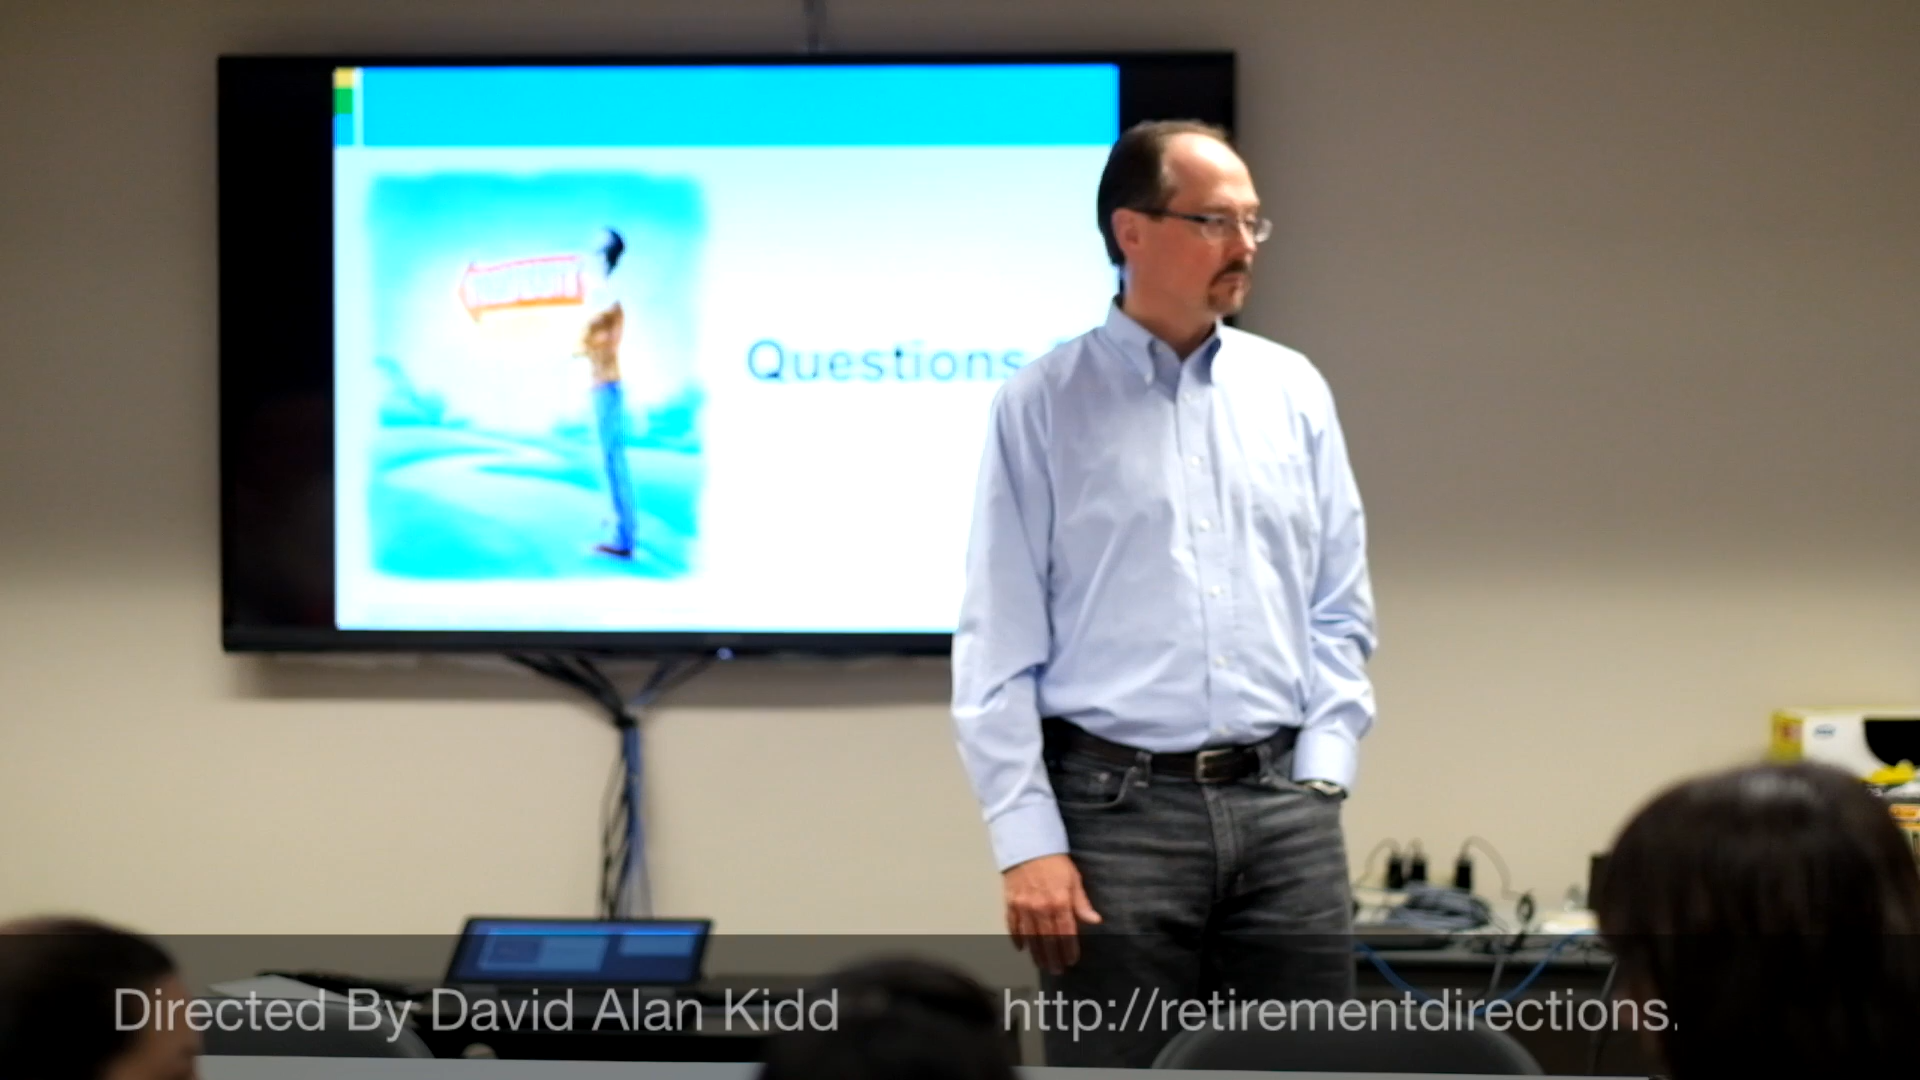 Questions
Directed By David Alan Kidd
http://retirementdirections.